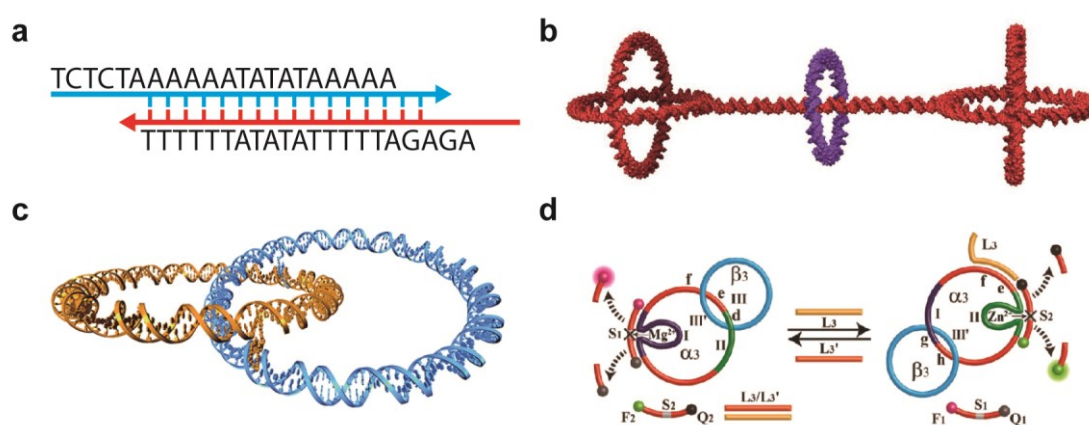 a
TCTCTAAAAAATATATAAAAA
TTTTTTATATATTTTTAGAGA
b
c
d
f
β3
e
III
d
III'
S1
Mg2+
I
II
α3
L3
L3'
F2
S2
Q2
L3/L3'
L3
f
e
α3
I
II
Zn2+
S2
g
III'
h
β3
F1
S1
Q1